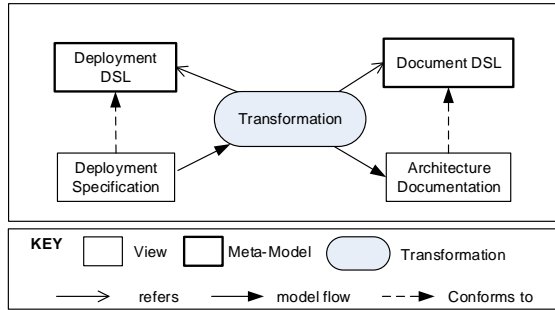 Deployment
DSL
Document DSL
Transformation
Deployment
Specification
Architecture
Documentation
KEY
View
Meta-Model
Transformation
refers
model flow
Conforms to